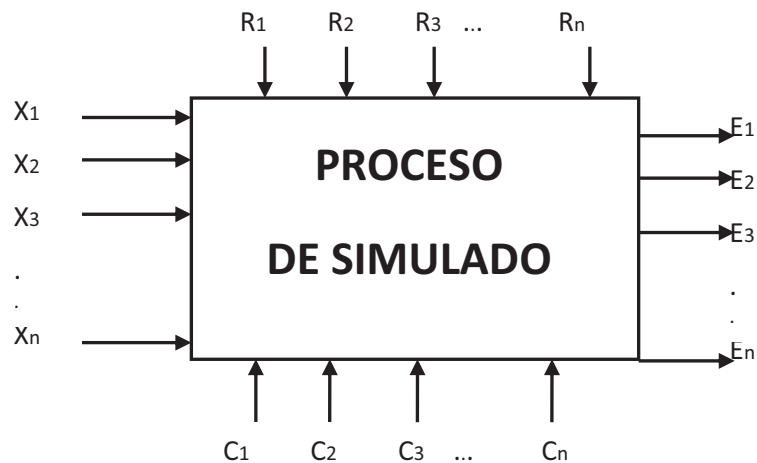 R1 R2 R3 ... Rn
X1
X2
X3
.
.
Xn
PROCESO
DE SIMULADO
E1
E2
E3
.
.
En
C1 C2 C3 ... Cn